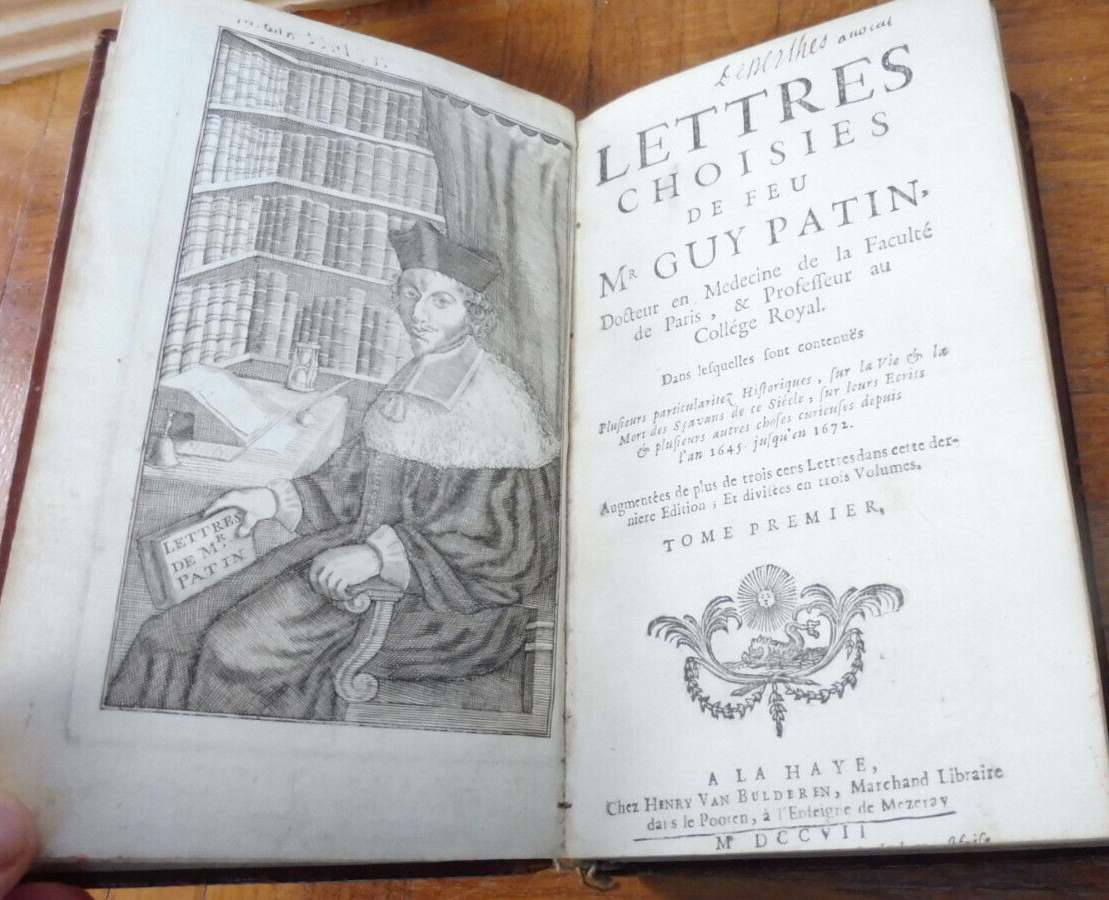 LETTRES
DE M.R
PATIN
Deperthes avocat
LETTRES
CHOISIES
DE FEU
MR GUY PATIN,
Docteur en Medecine de la Faculté
de Paris, & Professeur au
Collége Royal.
Dans lesquelles sont contenuës
Plusieurs particularitez Historiques, sur la Vie & la
Mort des Sçavans de ce Siécle, sur leurs Ecrits
& plusieurs autres choses curieuses depuis
l'an 1645. jusqu'en 1672.
Augmentées de plus de trois cens Lettres dans cette der-
niere Edition; Et divisées en trois Volumes,
TOME PREMIER,
A LA HAYE,
Chez HENRY VAN BULDEREN, Marchand Libraire
dans le Pooten, à l'Enseigne de Mezeray
M DCCVII